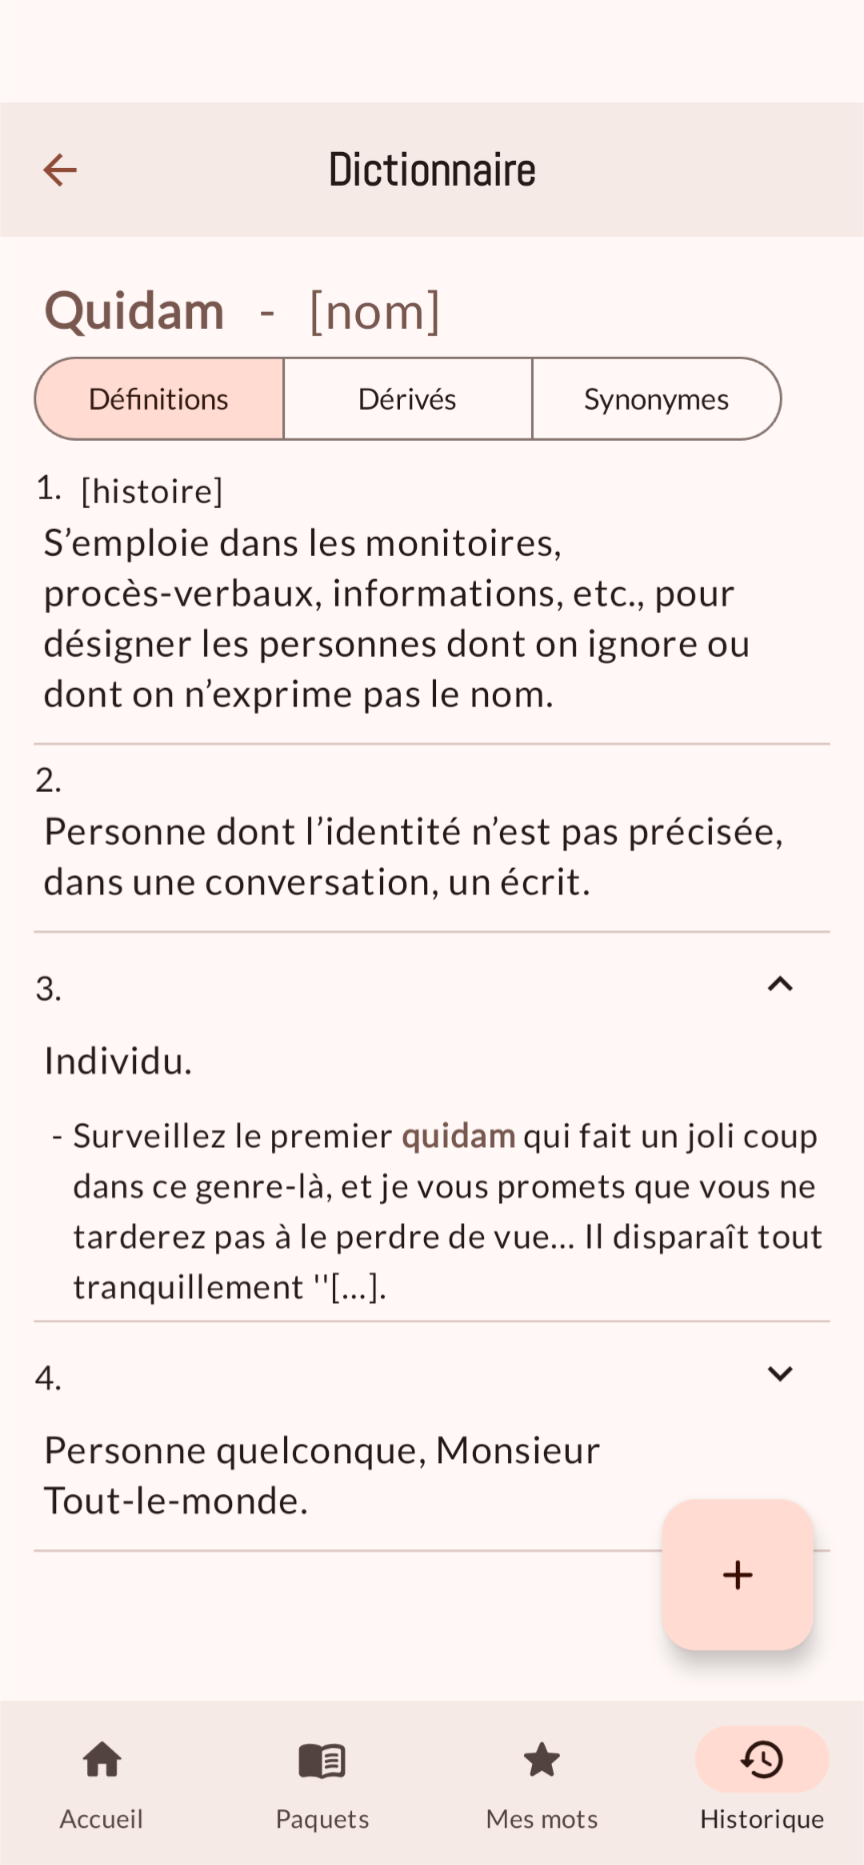 Dictionnaire
Quidam - [nom]
Définitions Dérivés Synonymes
1. [histoire]
S’emploie dans les monitoires,
procès-verbaux, informations, etc., pour
désigner les personnes dont on ignore ou
dont on n’exprime pas le nom.
2.
Personne dont l’identité n’est pas précisée,
dans une conversation, un écrit.
3.
Individu.
- Surveillez le premier quidam qui fait un joli coup
dans ce genre-là, et je vous promets que vous ne
tarderez pas à le perdre de vue... Il disparaît tout
tranquillement ''[...].
4.
Personne quelconque, Monsieur
Tout-le-monde.
+
Accueil Paquets Mes mots Historique